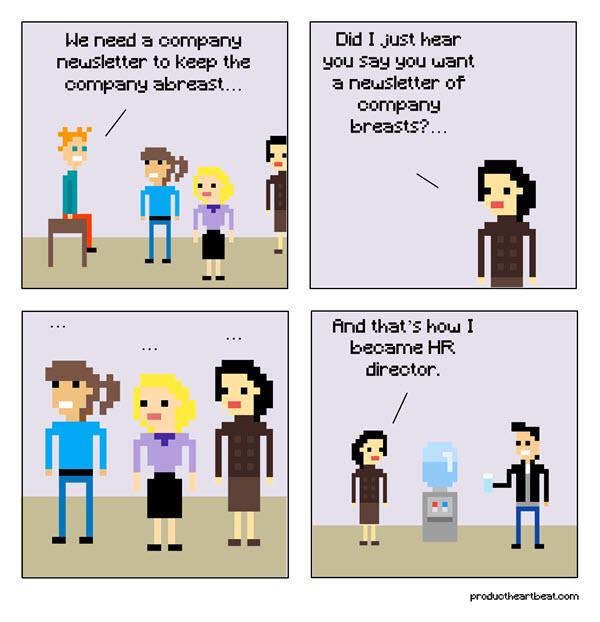 We need a company
newsletter to keep the
company abreast...
Did I just hear
you say you want
a newsletter of
company
breasts?...
...
...
...
And that's how I
became HR
director.
productheartbeat.com